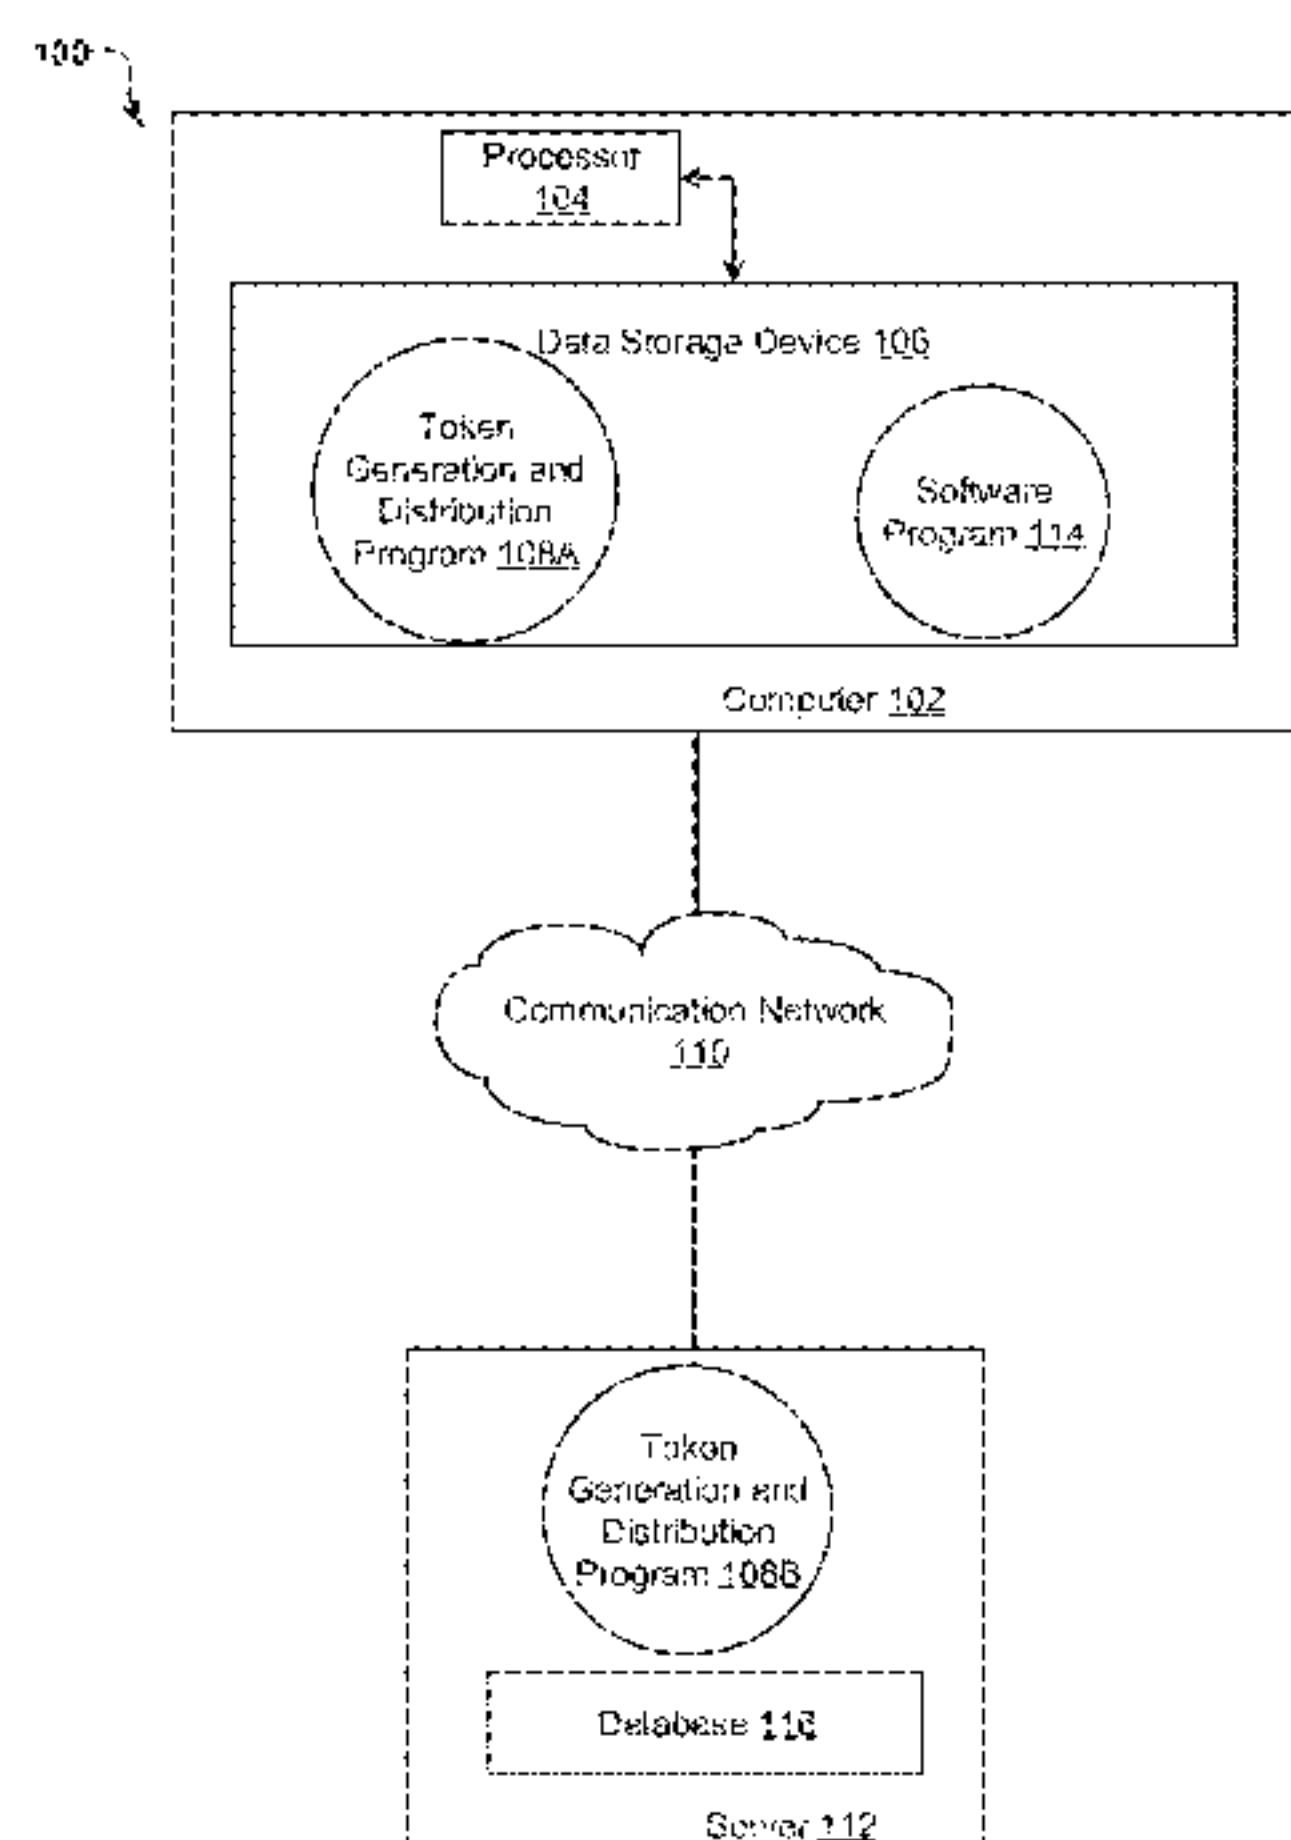 100
Processor
104
Data Storage Device 106
Token
Generation and
Distribution
Program 108A
Software
Program 114
Computer 102
Communication Network
110
Token
Generation and
Distribution
Program 108B
Database 116
Server 112